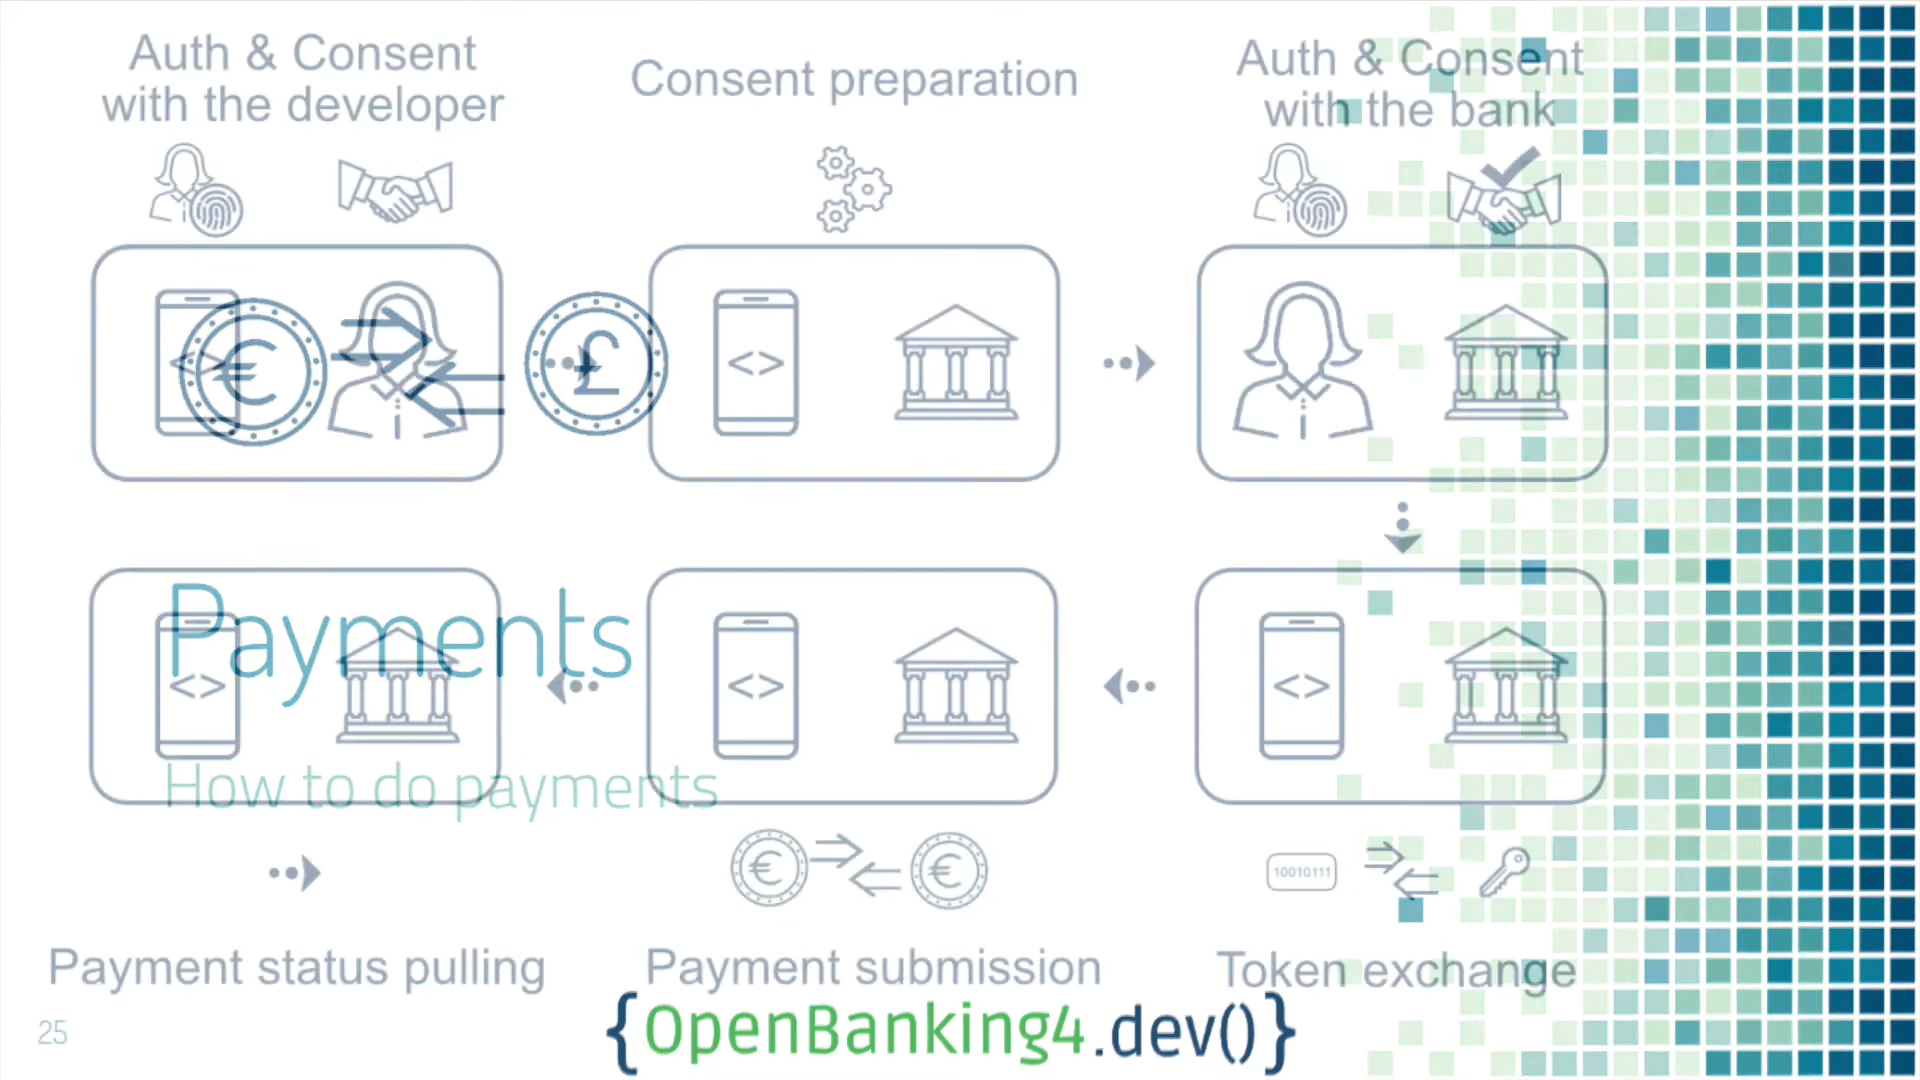 Auth & Consent
with the developer
Consent preparation
Auth & Consent
with the bank
<>
€
£
<>
Payments
<>
<>
<>
How to do payments
€
€
10010111
Payment status pulling
Payment submission
Token exchange
25
{OpenBanking4.dev()}